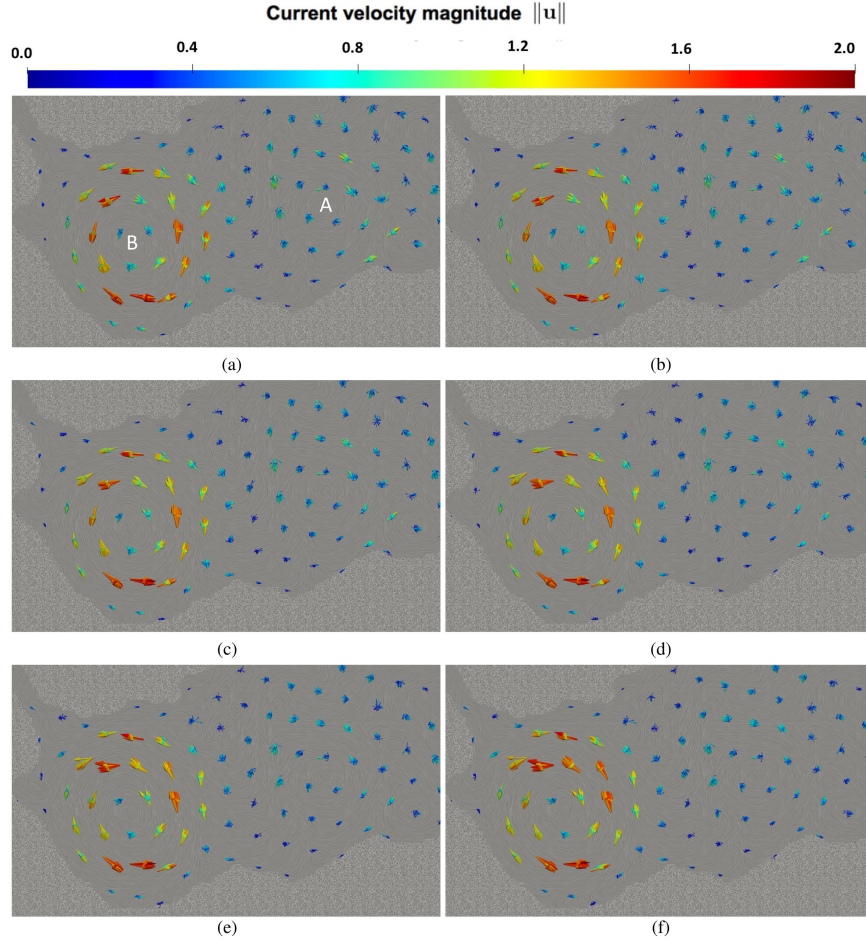 Current velocity magnitude ‖u‖
0.0 0.4 0.8 1.2 1.6 2.0
A
B
(a) (b)
(c) (d)
(e) (f)